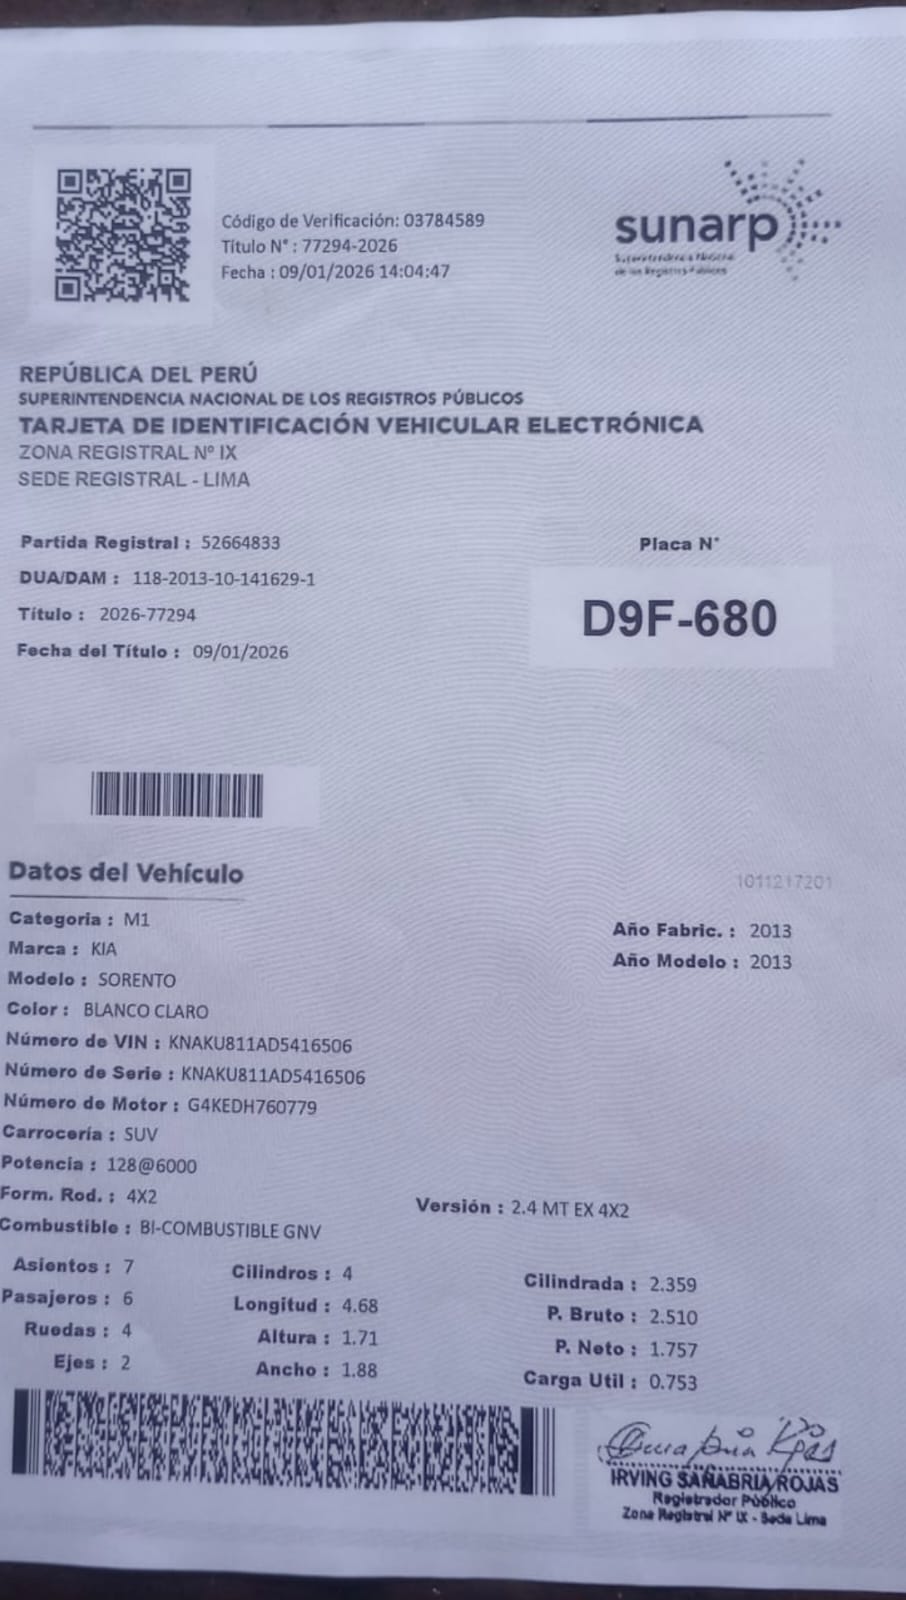 Código de Verificación: 03784589
Título N° : 77294-2026
Fecha : 09/01/2026 14:04:47
sunarp
Superintendencia Nacional
de los Registros Públicos
REPÚBLICA DEL PERÚ
SUPERINTENDENCIA NACIONAL DE LOS REGISTROS PÚBLICOS
TARJETA DE IDENTIFICACIÓN VEHICULAR ELECTRÓNICA
ZONA REGISTRAL N° IX
SEDE REGISTRAL - LIMA
Partida Registral : 52664833
DUA/DAM : 118-2013-10-141629-1
Título : 2026-77294
Fecha del Título : 09/01/2026
Placa N°
D9F-680
Datos del Vehículo
1011217201
Categoria : M1
Marca : KIA
Modelo : SORENTO
Color : BLANCO CLARO
Número de VIN : KNAKU811AD5416506
Número de Serie : KNAKU811AD5416506
Número de Motor : G4KEDH760779
Carrocería : SUV
Potencia : 128@6000
Form. Rod. : 4X2
Combustible : BI-COMBUSTIBLE GNV
Año Fabric. : 2013
Año Modelo : 2013
Versión : 2.4 MT EX 4X2
Asientos : 7
Pasajeros : 6
Ruedas : 4
Ejes : 2
Cilindros : 4
Longitud : 4.68
Altura : 1.71
Ancho : 1.88
Cilindrada : 2.359
P. Bruto : 2.510
P. Neto : 1.757
Carga Util : 0.753
IRVING SAÑABRIA ROJAS
Registrador Público
Zona Registral N° IX - Sede Lima